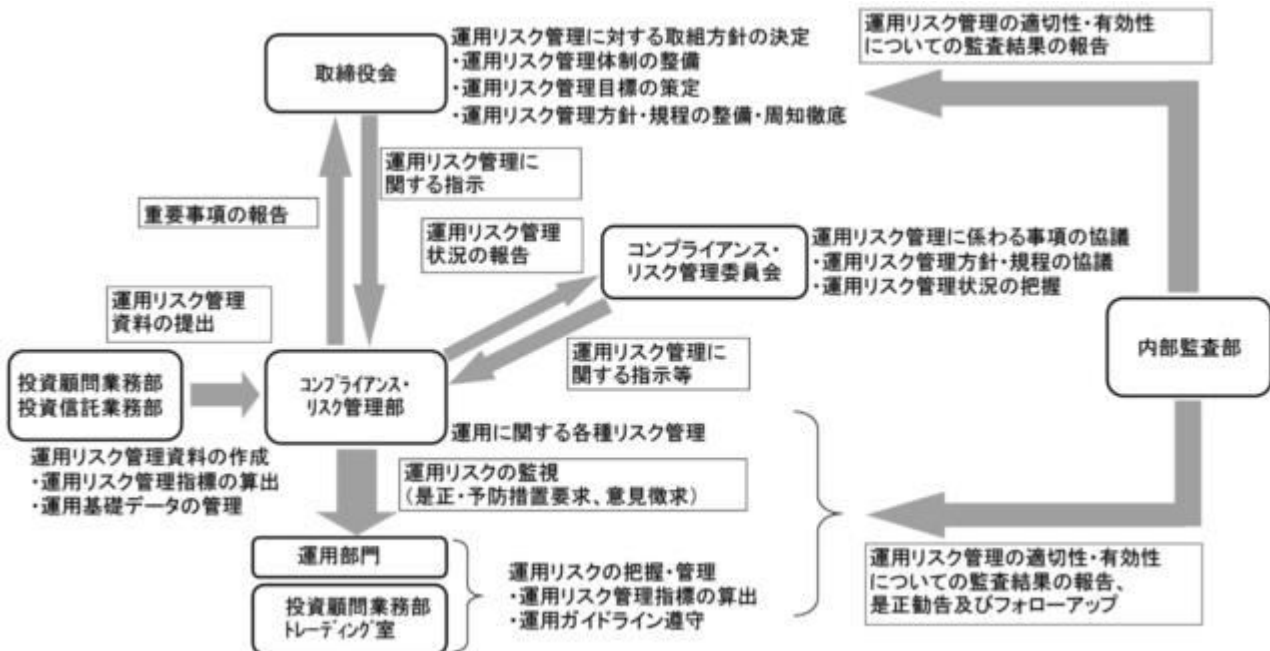 取締役会
運用リスク管理に対する取組方針の決定
・運用リスク管理体制の整備
・運用リスク管理目標の策定
・運用リスク管理方針・規程の整備・周知徹底
運用リスク管理の適切性・有効性
についての監査結果の報告
運用リスク管理に
関する指示
重要事項の報告
運用リスク管理
状況の報告
コンプライアンス・
リスク管理委員会
運用リスク管理に係わる事項の協議
・運用リスク管理方針・規程の協議
・運用リスク管理状況の把握
運用リスク管理
資料の提出
内部監査部
運用リスク管理に
関する指示等
投資顧問業務部
投資信託業務部
コンプライアンス・
リスク管理部
運用に関する各種リスク管理
運用リスク管理資料の作成
・運用リスク管理指標の算出
・運用基礎データの管理
運用リスクの監視
(是正・予防措置要求、意見徴求)
運用部門
投資顧問業務部
トレーディング室
運用リスクの把握・管理
・運用リスク管理指標の算出
・運用ガイドライン遵守
運用リスク管理の適切性・有効性
についての監査結果の報告、
是正勧告及びフォローアップ